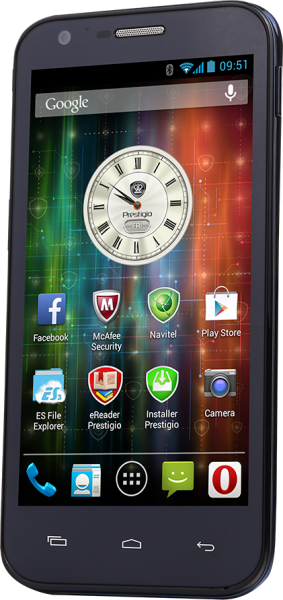 09:51
Google
Prestigio
Facebook
McAfee
Security
Navitel
Play Store
ES File
Explorer
eReader
Prestigio
Installer
Prestigio
Camera